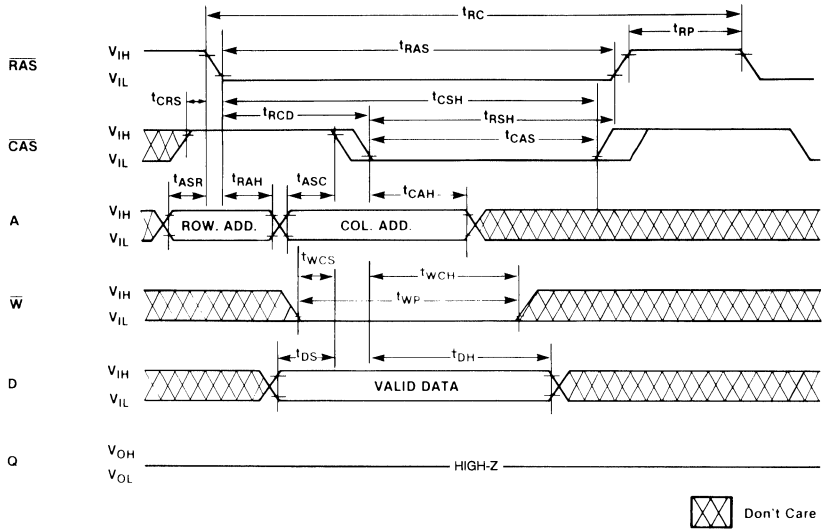 tRC
tRP
RAS
VIH
VIL
tRAS
tCRS
tCSH
tRCD
tRSH
CAS
VIH
VIL
tCAS
tASR
tRAH
tASC
tCAH
A
VIH
VIL
ROW. ADD.
COL. ADD.
tWCS
tWCH
W
VIH
VIL
tWP
tDS
tDH
D
VIH
VIL
VALID DATA
Q
VOH
VOL
HIGH-Z
Don't Care